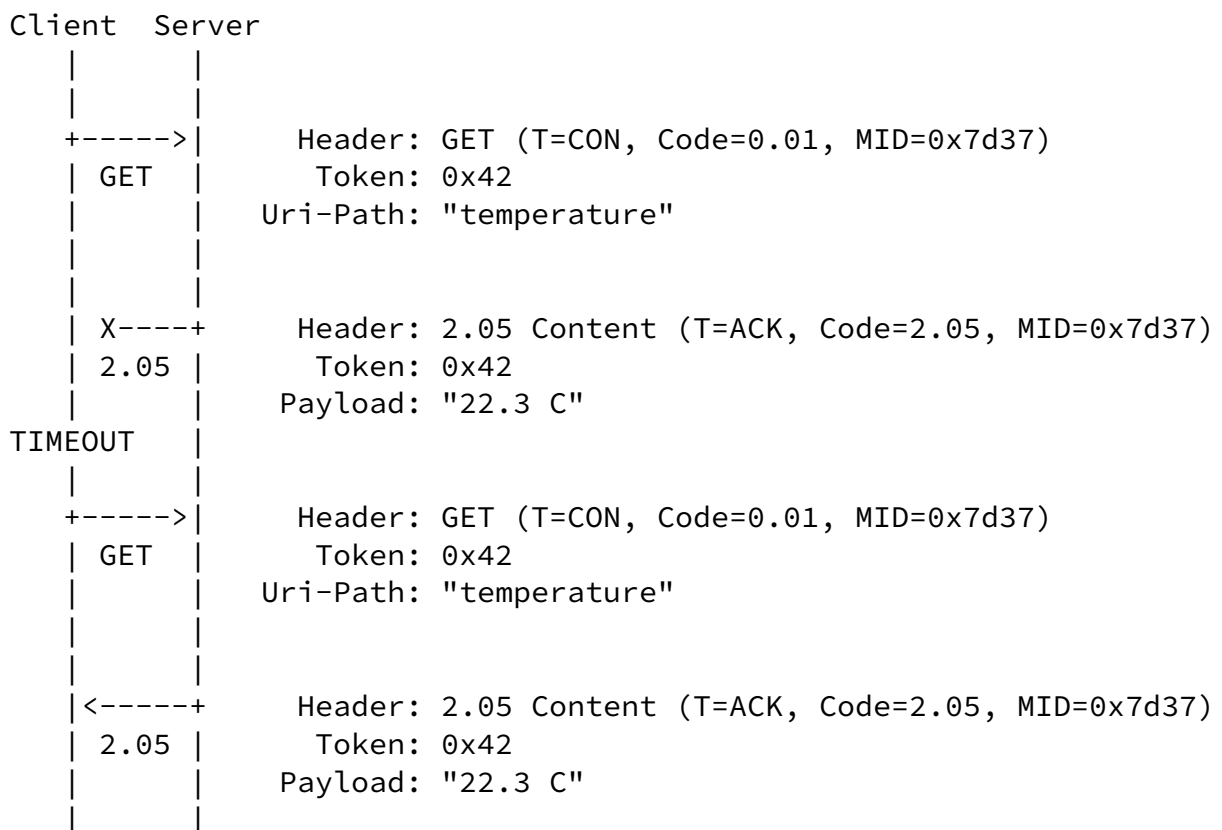 Client  Server
   |      |
   |      |
   +----->|     Header: GET (T=CON, Code=0.01, MID=0x7d37)
   | GET  |      Token: 0x42
   |      |   Uri-Path: "temperature"
   |      |
   |      |
   | X----+     Header: 2.05 Content (T=ACK, Code=2.05, MID=0x7d37)
   | 2.05 |      Token: 0x42
   |      |    Payload: "22.3 C"
TIMEOUT   |
   |      |
   +----->|     Header: GET (T=CON, Code=0.01, MID=0x7d37)
   | GET  |      Token: 0x42
   |      |   Uri-Path: "temperature"
   |      |
   |      |
   |<-----+     Header: 2.05 Content (T=ACK, Code=2.05, MID=0x7d37)
   | 2.05 |      Token: 0x42
   |      |    Payload: "22.3 C"
   |      |